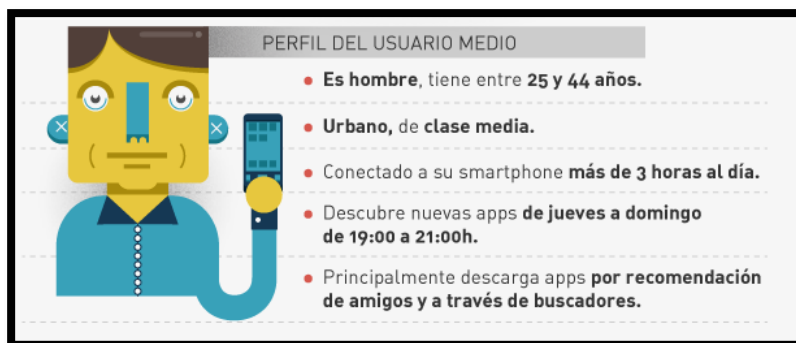 PERFIL DEL USUARIO MEDIO
• Es hombre, tiene entre 25 y 44 años.
• Urbano, de clase media.
• Conectado a su smartphone más de 3 horas al día.
• Descubre nuevas apps de jueves a domingo
de 19:00 a 21:00h.
• Principalmente descarga apps por recomendación
de amigos y a través de buscadores.